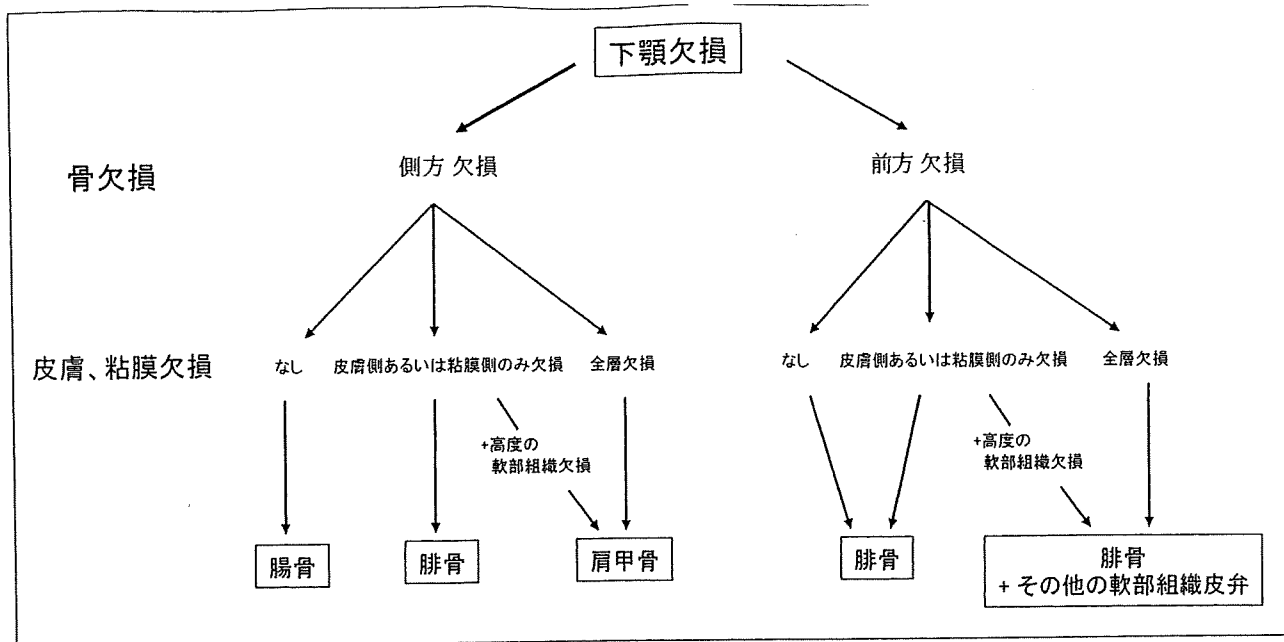 下顎欠損
骨欠損
側方 欠損
前方 欠損
皮膚、粘膜欠損
なし
皮膚側あるいは粘膜側のみ欠損
全層欠損
なし
皮膚側あるいは粘膜側のみ欠損
全層欠損
+高度の
軟部組織欠損
+高度の
軟部組織欠損
腸骨
腓骨
肩甲骨
腓骨
腓骨
+ その他の軟部組織皮弁